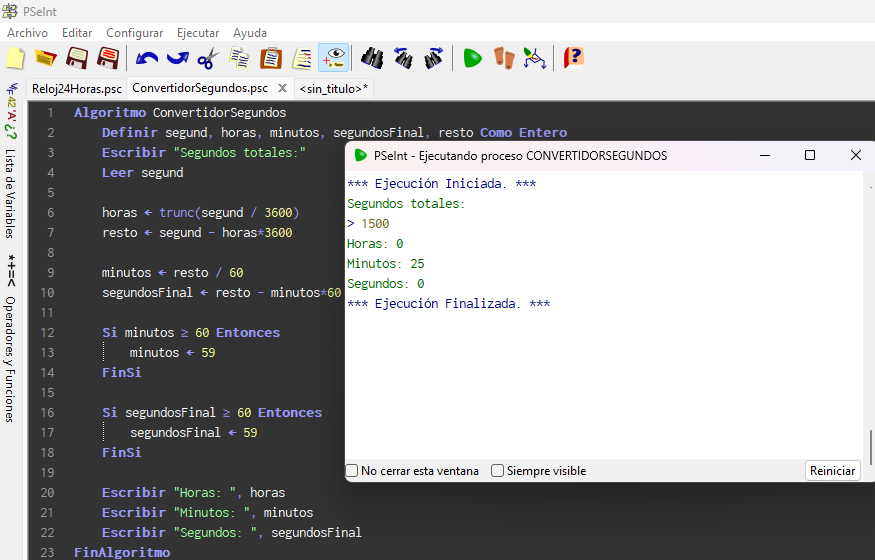 PSeInt
Archivo Editar Configurar Ejecutar Ayuda
Reloj24Horas.psc ConvertidorSegundos.psc <sin_titulo>*
Lista de Variables
*+=< Operadores y Funciones
1 Algoritmo ConvertidorSegundos
2 Definir segund, horas, minutos, segundosFinal, resto Como Entero
3 Escribir "Segundos totales:"
4 Leer segund
5
6 horas ← trunc(segund / 3600)
7 resto ← segund - horas*3600
8
9 minutos ← resto / 60
10 segundosFinal ← resto - minutos*60
11
12 Si minutos ≥ 60 Entonces
13 minutos ← 59
14 FinSi
15
16 Si segundosFinal ≥ 60 Entonces
17 segundosFinal ← 59
18 FinSi
19
20 Escribir "Horas: ", horas
21 Escribir "Minutos: ", minutos
22 Escribir "Segundos: ", segundosFinal
23 FinAlgoritmo
PSeInt - Ejecutando proceso CONVERTIDORSEGUNDOS
*** Ejecución Iniciada. ***
Segundos totales:
> 1500
Horas: 0
Minutos: 25
Segundos: 0
*** Ejecución Finalizada. ***
No cerrar esta ventana Siempre visible Reiniciar